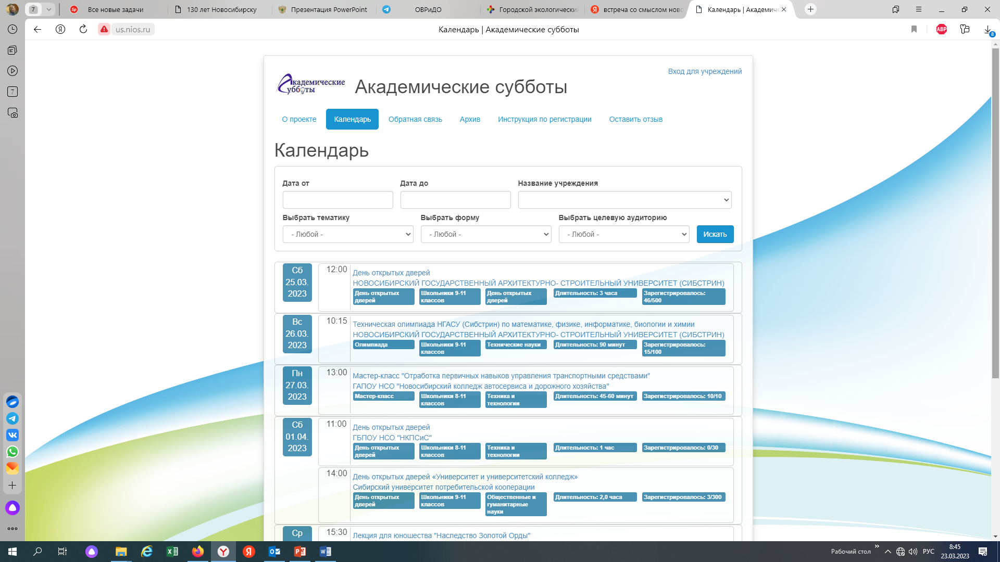 7
Все новые задачи
130 лет Новосибирску
Презентация PowerPoint
ОВРиДО
Городской экологический
встреча со смыслом ново
Календарь | Академиче
us.nios.ru
Календарь | Академические субботы
ABP
8
7
Вход для учреждений
Академические субботы
Академические субботы
О проекте
Календарь
Обратная связь
Архив
Инструкция по регистрации
Оставить отзыв
Календарь
Дата от
Дата до
Название учреждения
Выбрать тематику
Выбрать форму
Выбрать целевую аудиторию
- Любой -
- Любой -
- Любой -
Искать
Сб
25.03.
2023
12:00
День открытых дверей
НОВОСИБИРСКИЙ ГОСУДАРСТВЕННЫЙ АРХИТЕКТУРНО- СТРОИТЕЛЬНЫЙ УНИВЕРСИТЕТ (СИБСТРИН)
День открытых
дверей
Школьники 9-11
классов
День открытых
дверей
Длительность: 3 часа
Зарегистрировалось:
46/500
Вс
26.03.
2023
10:15
Техническая олимпиада НГАСУ (Сибстрин) по математике, физике, информатике, биологии и химии
НОВОСИБИРСКИЙ ГОСУДАРСТВЕННЫЙ АРХИТЕКТУРНО- СТРОИТЕЛЬНЫЙ УНИВЕРСИТЕТ (СИБСТРИН)
Олимпиада
Школьники 9-11
классов
Технические науки
Длительность: 90 минут
Зарегистрировалось:
15/100
Пн
27.03.
2023
13:00
Мастер-класс "Отработка первичных навыков управления транспортными средствами"
ГАПОУ НСО "Новосибирский колледж автосервиса и дорожного хозяйства"
Мастер-класс
Школьники 8-11
классов
Техника и
технологии
Длительность: 45-60 минут
Зарегистрировалось: 10/10
Сб
01.04.
2023
11:00
День открытых дверей
ГБПОУ НСО "НКПСиС"
День открытых
дверей
Школьники 8-11
классов
Техника и
технологии
Длительность: 1 час
Зарегистрировалось: 0/30
14:00
День открытых дверей «Университет и университетский колледж»
Сибирский университет потребительской кооперации
День открытых
дверей
Школьники 9-11
классов
Общественные и
гуманитарные
науки
Длительность: 2,0 часа
Зарегистрировалось: 3/300
Ср
15:30
Лекция для юношества "Наследство Золотой Орды"
Рабочий стол
РУС
8:45
23.03.2023